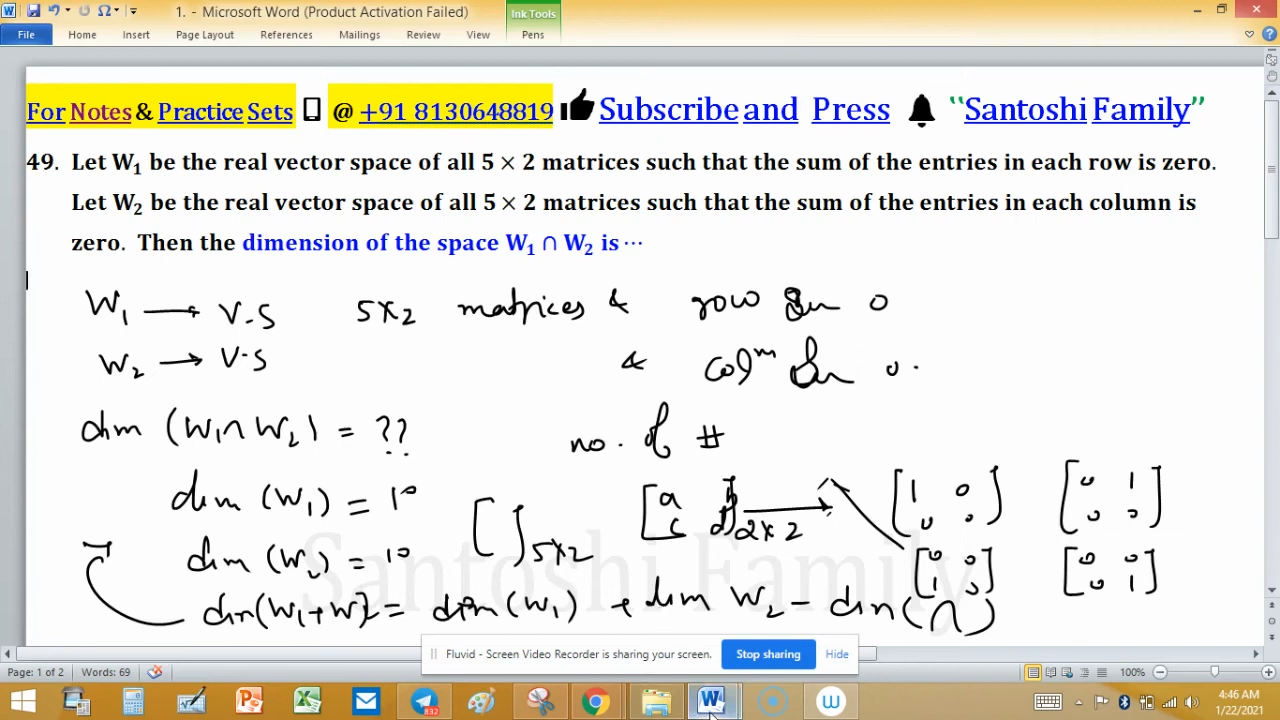 1. - Microsoft Word (Product Activation Failed)
Ink Tools
File Home Insert Page Layout References Mailings Review View Pens
For Notes & Practice Sets @ +91 8130648819 Subscribe and Press "Santoshi Family"
49. Let W₁ be the real vector space of all 5 × 2 matrices such that the sum of the entries in each row is zero.
Let W₂ be the real vector space of all 5 × 2 matrices such that the sum of the entries in each column is
zero. Then the dimension of the space W₁ ∩ W₂ is ⋯
W₁ → V.S 5x2 matrices & row Sum 0
W₂ → V.S & colᵐ Sum 0.
dim (W₁ ∩ W₂) = ??
no. of #
dim (W₁) = 10 [ ]5x2 [a b c d]2x2 → [1 0 0 0] [0 1 0 0]
dim (W₂) = 10 [0 0 1 0] [0 0 0 1]
dim(W₁+W₂) = dim(W₁) + dim W₂ - dim(∩)
Santoshi Family
Fluvid - Screen Video Recorder is sharing your screen. Stop sharing Hide
Page: 1 of 2 Words: 69 100%
832
4:46 AM
1/22/2021